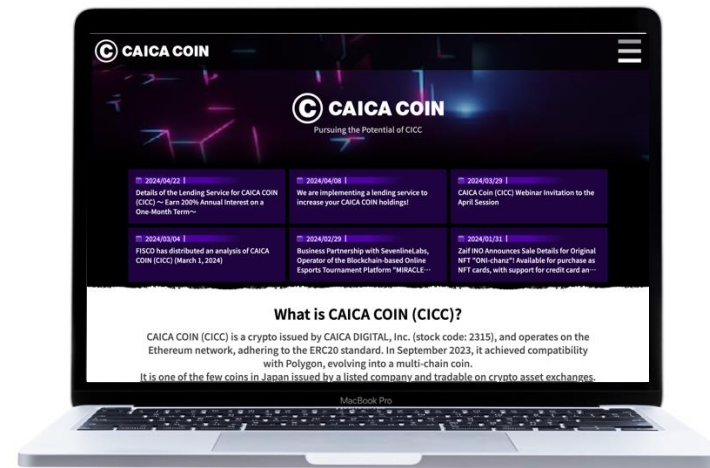 CAICA COIN
CAICA COIN
Pursuing the Potential of CICC
2024/04/22
Details of the Lending Service for CAICA COIN
(CICC) ～ Earn 200% Annual Interest on a
One-Month Term～
2024/04/08
We are implementing a lending service to
increase your CAICA COIN holdings!
2024/03/29
CAICA Coin (CICC) Webinar Invitation to the
April Session
2024/03/04
FISCO has distributed an analysis of CAICA
COIN (CICC) (March 1, 2024)
2024/02/29
Business Partnership with SevenlineLabs,
Operator of the Blockchain-based Online
Esports Tournament Platform "MIRACLE…
2024/01/31
Zaif INO Announces Sale Details for Original
NFT "ONI-chanz"! Available for purchase as
NFT cards, with support for credit card an…
What is CAICA COIN (CICC)?
CAICA COIN (CICC) is a crypto issued by CAICA DIGITAL, Inc. (stock code: 2315), and operates on the
Ethereum network, adhering to the ERC20 standard. In September 2023, it achieved compatibility
with Polygon, evolving into a multi-chain coin.
It is one of the few coins in Japan issued by a listed company and tradable on crypto asset exchanges.
MacBook Pro